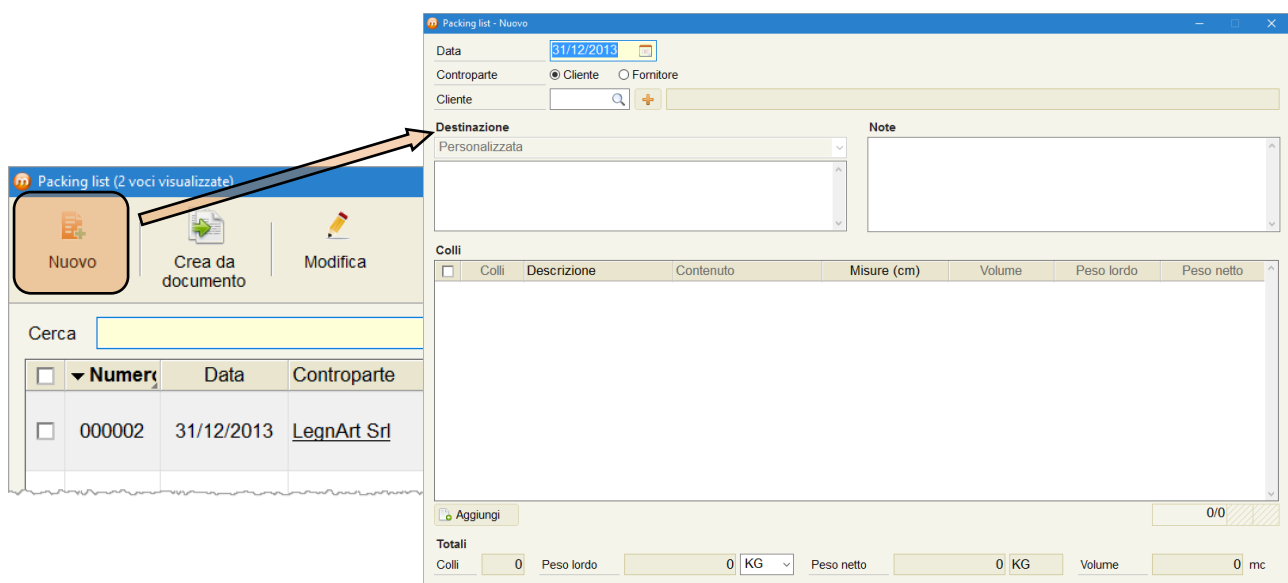 Packing list - Nuovo
Data 31/12/2013
Controparte Cliente Fornitore
Cliente
Destinazione Note
Personalizzata
Colli
Colli Descrizione Contenuto Misure (cm) Volume Peso lordo Peso netto
Aggiungi 0/0
Totali
Colli 0 Peso lordo 0 KG Peso netto 0 KG Volume 0 mc
Packing list (2 voci visualizzate)
Nuovo Crea da documento Modifica
Cerca
Numero Data Controparte
000002 31/12/2013 LegnArt Srl